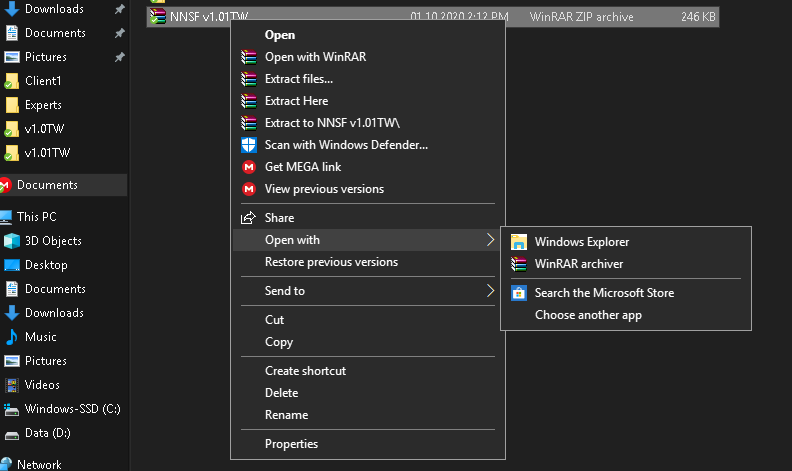 Downloads
Documents
Pictures
Client1
Experts
v1.0TW
v1.01TW
Documents
This PC
3D Objects
Desktop
Documents
Downloads
Music
Pictures
Videos
Windows-SSD (C:)
Data (D:)
Network
NNSF v1.01TW 01.10.2020 2:12 PM WinRAR ZIP archive 246 KB
Open
Open with WinRAR
Extract files...
Extract Here
Extract to NNSF v1.01TW\
Scan with Windows Defender...
Get MEGA link
View previous versions
Share
Open with
Restore previous versions
Send to
Cut
Copy
Create shortcut
Delete
Rename
Properties
Windows Explorer
WinRAR archiver
Search the Microsoft Store
Choose another app